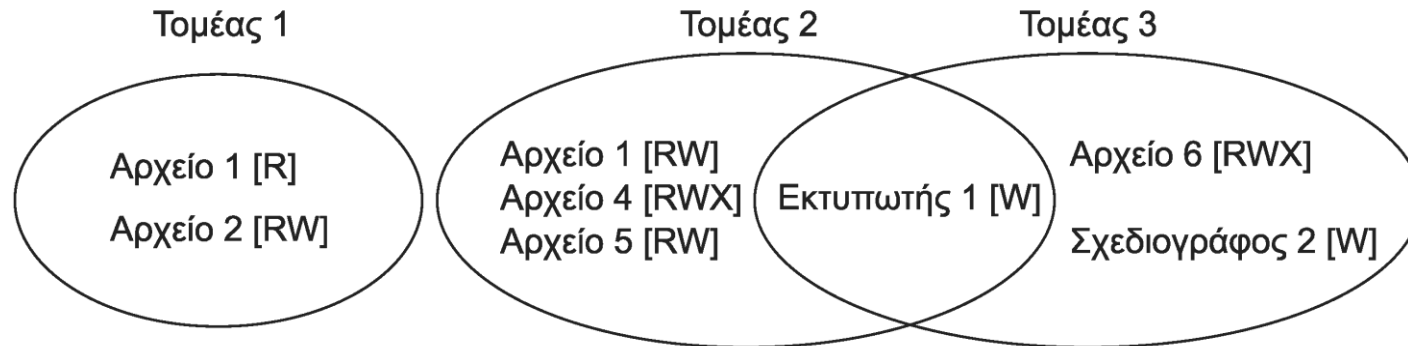 Τομέας 1
Τομέας 2
Τομέας 3
Αρχείο 1 [R]
Αρχείο 2 [RW]
Αρχείο 1 [RW]
Αρχείο 4 [RWX]
Αρχείο 5 [RW]
Εκτυπωτής 1 [W]
Αρχείο 6 [RWX]
Σχεδιογράφος 2 [W]